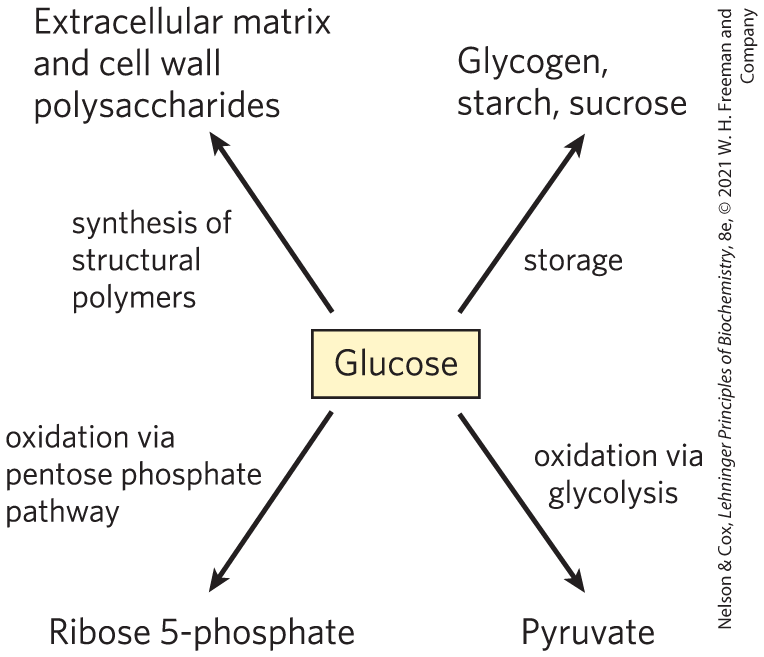 Extracellular matrix
and cell wall
polysaccharides
Glycogen,
starch, sucrose
synthesis of
structural
polymers
storage
Glucose
oxidation via
pentose phosphate
pathway
oxidation via
glycolysis
Ribose 5-phosphate
Pyruvate
Nelson & Cox, Lehninger Principles of Biochemistry, 8e, © 2021 W. H. Freeman and
Company